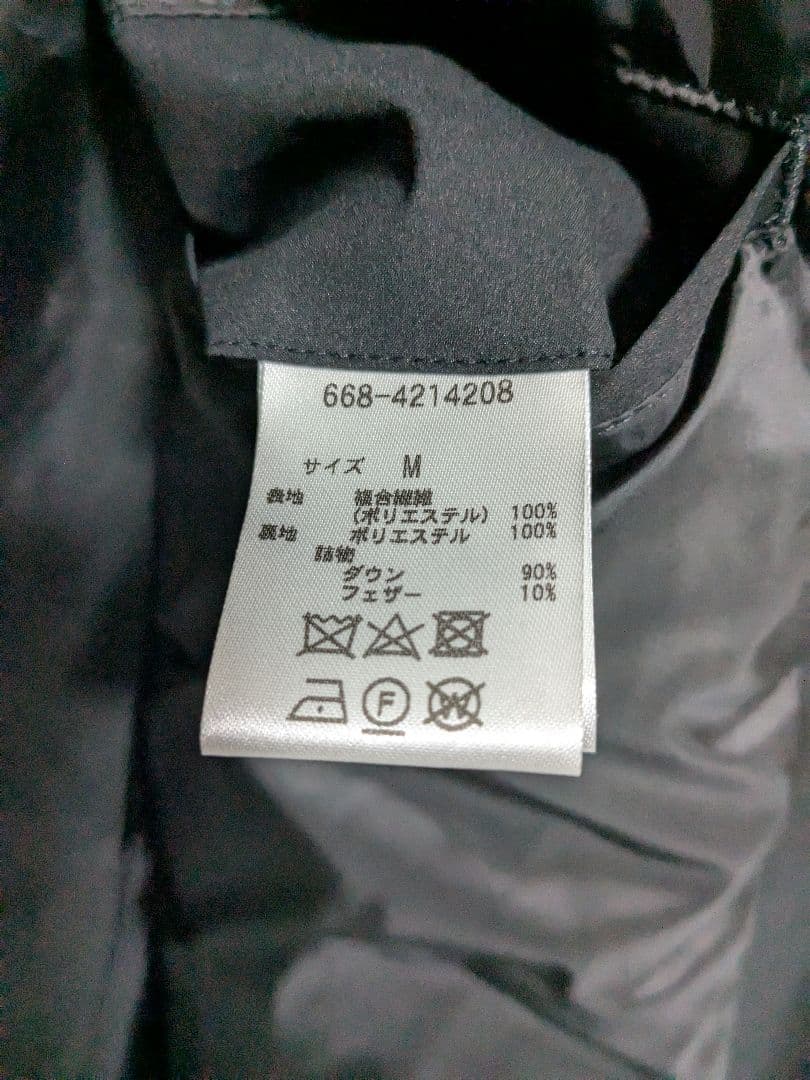 668-4214208
サイズ M
表地 複合繊維
(ポリエステル) 100%
裏地 ポリエステル 100%
詰物
ダウン 90%
フェザー 10%
F W